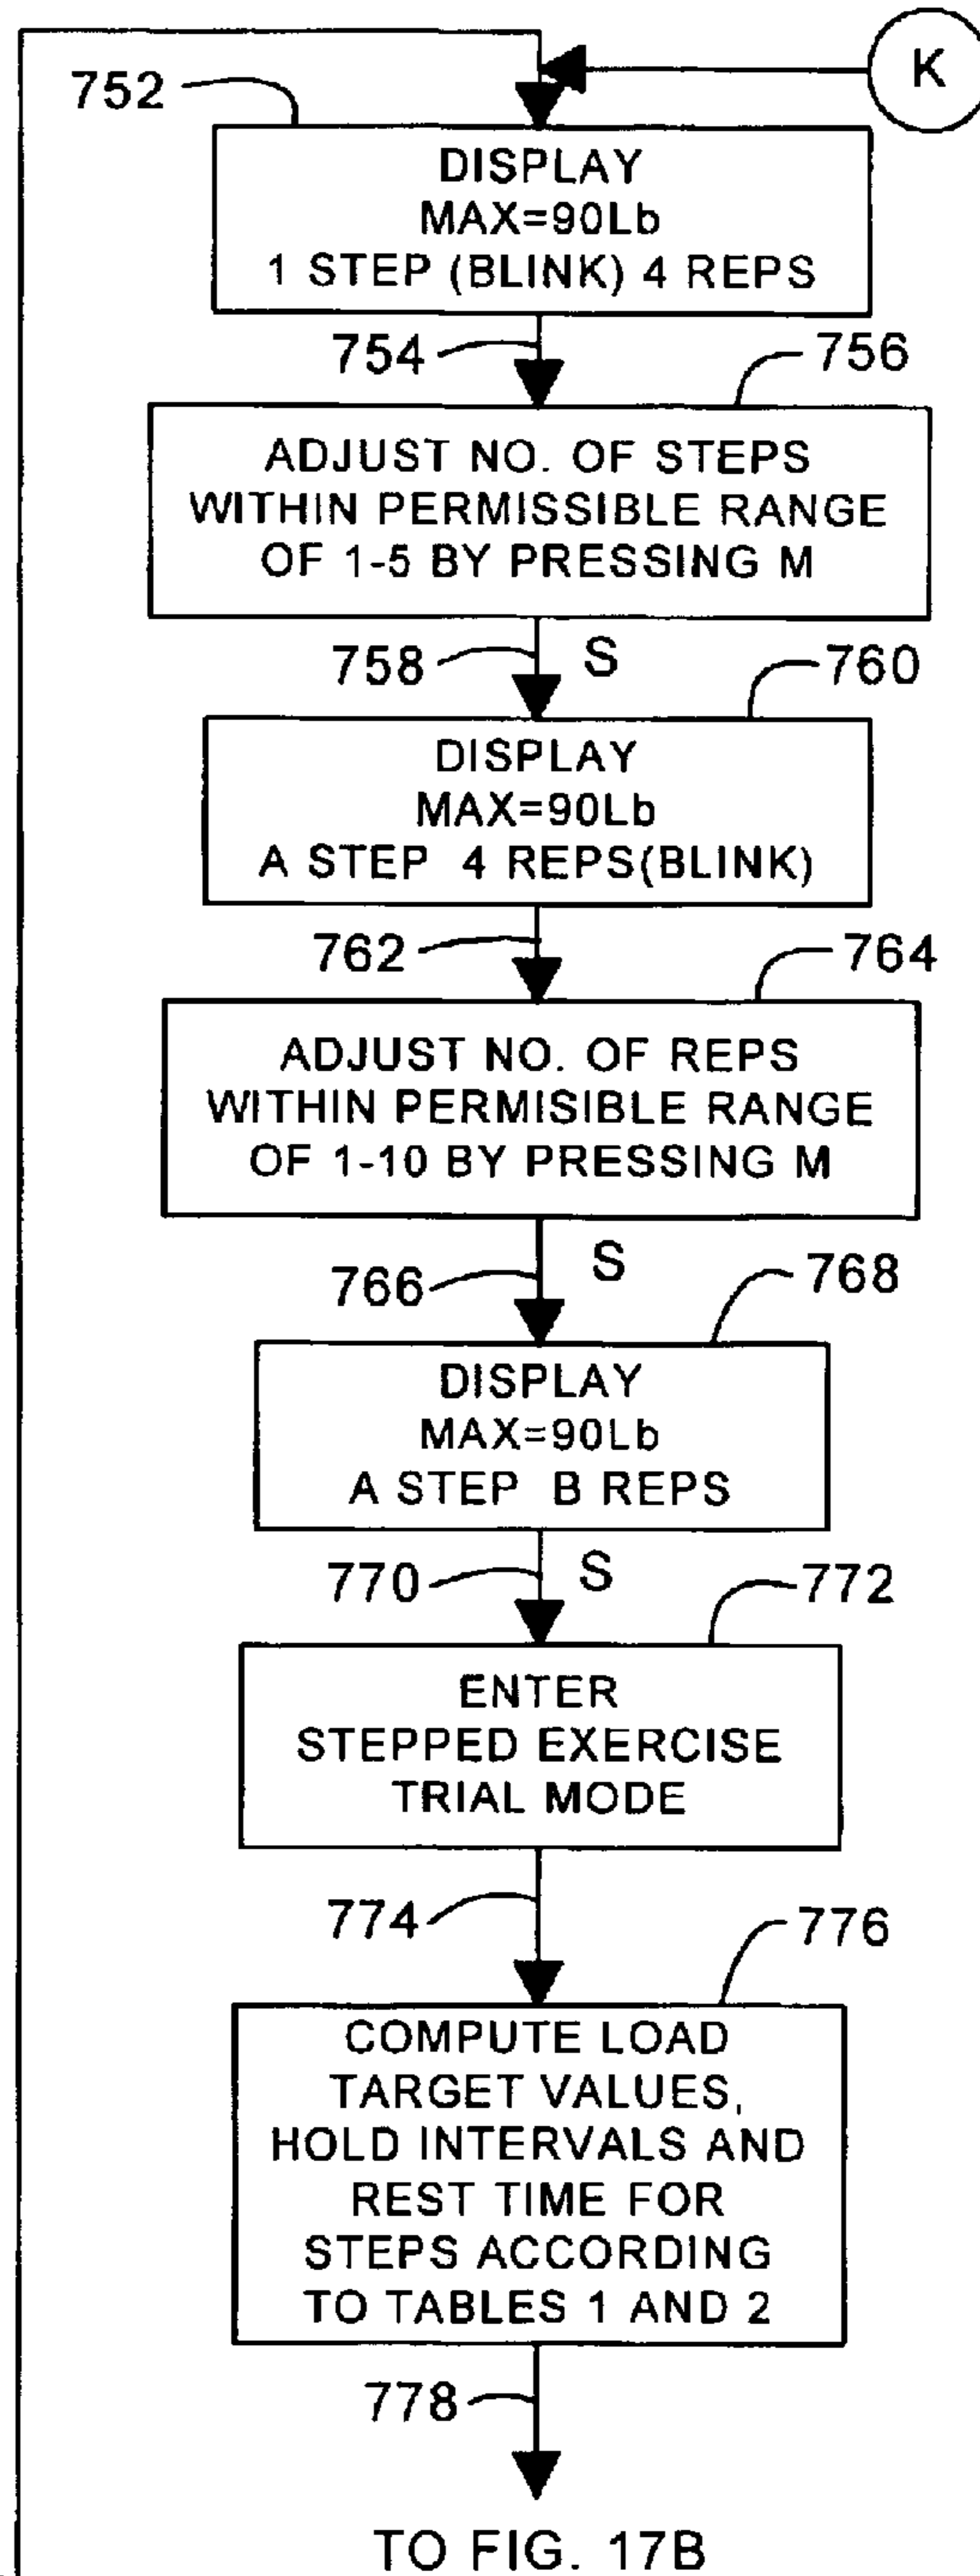 K
752
DISPLAY
MAX=90Lb
1 STEP (BLINK) 4 REPS
754
756
ADJUST NO. OF STEPS
WITHIN PERMISSIBLE RANGE
OF 1-5 BY PRESSING M
758
S
760
DISPLAY
MAX=90Lb
A STEP 4 REPS(BLINK)
762
764
ADJUST NO. OF REPS
WITHIN PERMISIBLE RANGE
OF 1-10 BY PRESSING M
766
S
768
DISPLAY
MAX=90Lb
A STEP B REPS
770
S
772
ENTER
STEPPED EXERCISE
TRIAL MODE
774
776
COMPUTE LOAD
TARGET VALUES,
HOLD INTERVALS AND
REST TIME FOR
STEPS ACCORDING
TO TABLES 1 AND 2
778
TO FIG. 17B